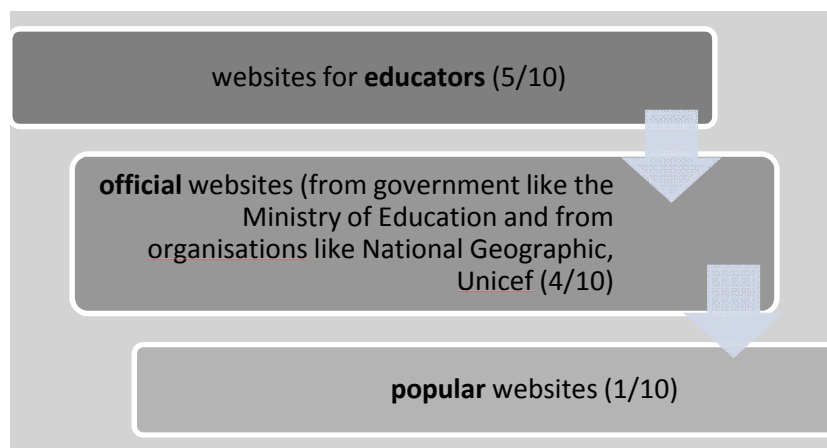 websites for educators (5/10)
official websites (from government like the
Ministry of Education and from
organisations like National Geographic,
Unicef (4/10)
popular websites (1/10)